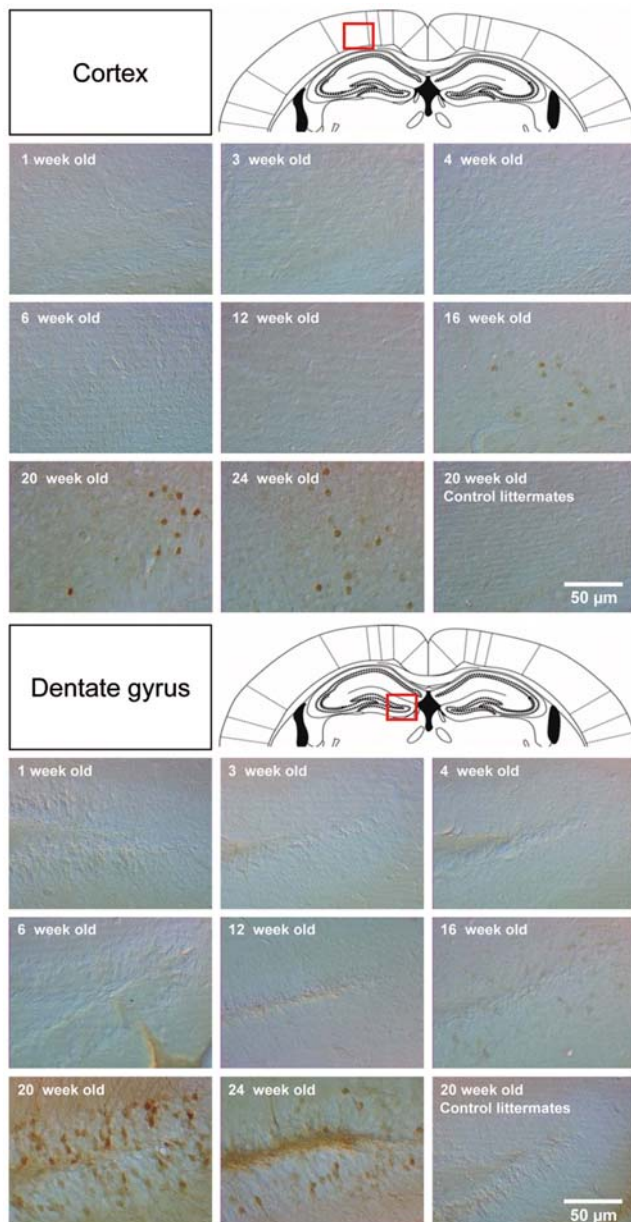 Cortex
1 week old
3 week old
4 week old
6 week old
12 week old
16 week old
20 week old
24 week old
20 week old
Control littermates
50 µm
Dentate gyrus
1 week old
3 week old
4 week old
6 week old
12 week old
16 week old
20 week old
24 week old
20 week old
Control littermates
50 µm